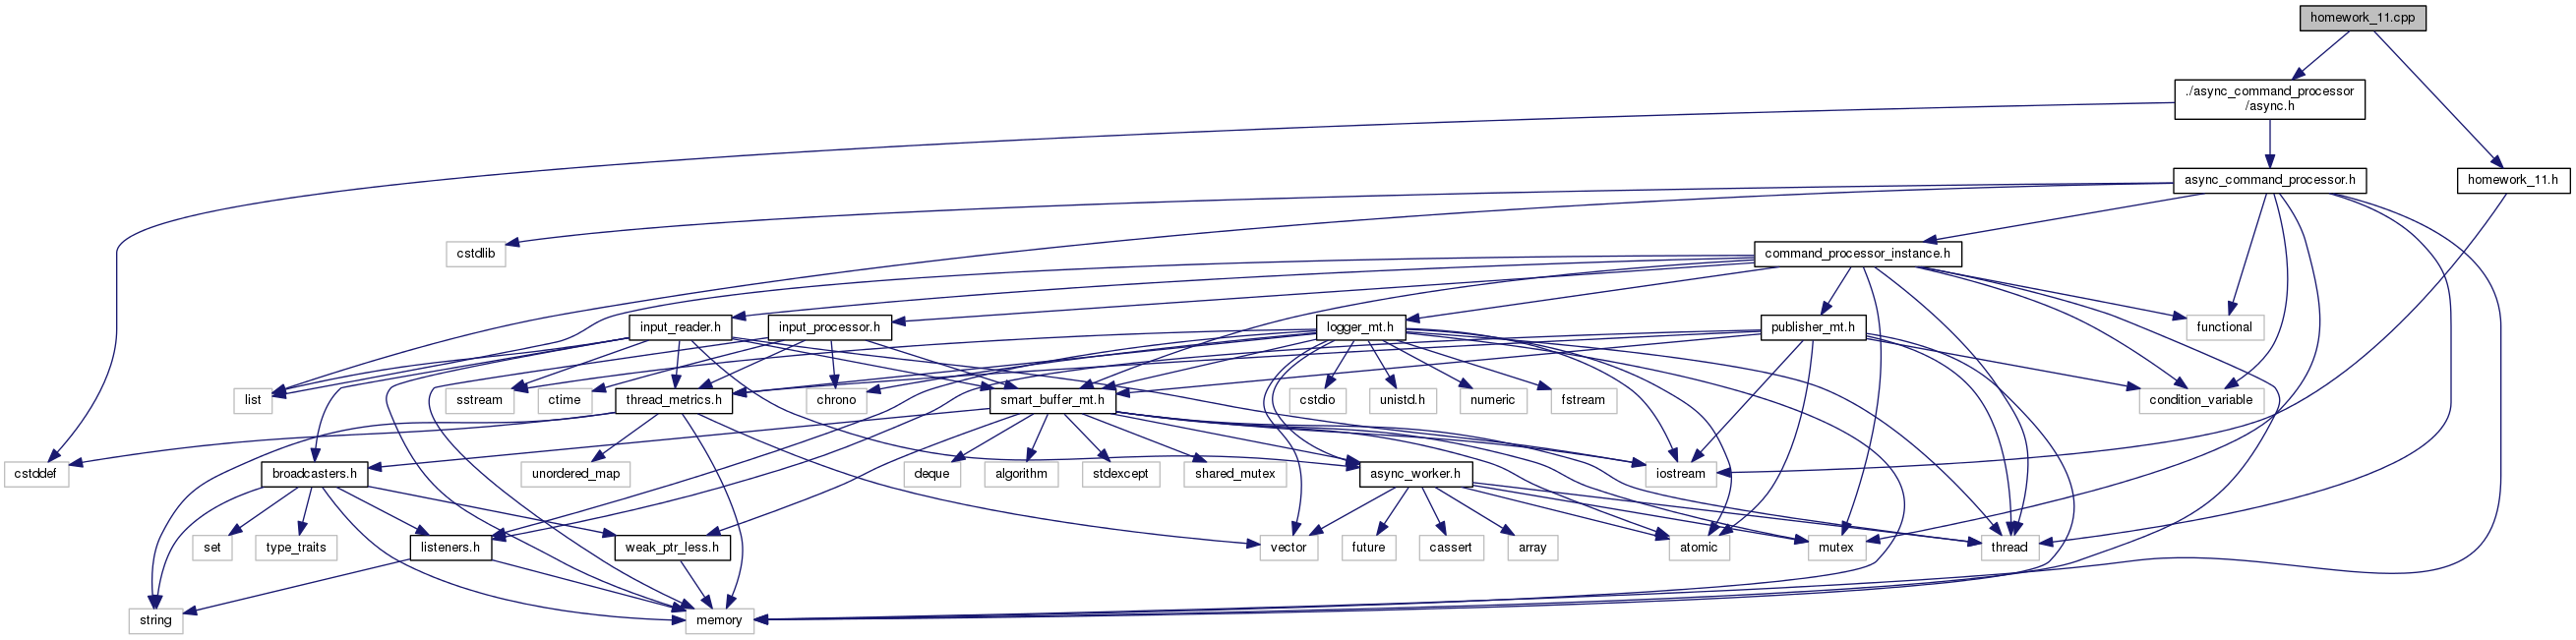 homework_11.cpp
./async_command_processor
/async.h
async_command_processor.h
homework_11.h
cstdlib
command_processor_instance.h
input_reader.h
input_processor.h
logger_mt.h
publisher_mt.h
functional
list
sstream
ctime
thread_metrics.h
chrono
smart_buffer_mt.h
cstdio
unistd.h
numeric
fstream
condition_variable
cstddef
broadcasters.h
unordered_map
deque
algorithm
stdexcept
shared_mutex
async_worker.h
iostream
set
type_traits
listeners.h
weak_ptr_less.h
vector
future
cassert
array
atomic
mutex
thread
string
memory